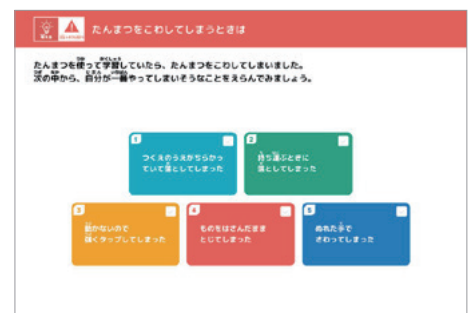 たんまつをこわしてしまうときは
たんまつを使って学習していたら、たんまつをこわしてしまいました。
次の中から、自分が一番やってしまいそうなことをえらんでみましょう。
1
つくえのうえがちらかっ
ていて落としてしまった
2
持ち運ぶときに
落としてしまった
3
動かないので
強くタップしてしまった
4
ものをはさんだまま
とじてしまった
5
ぬれた手で
さわってしまった